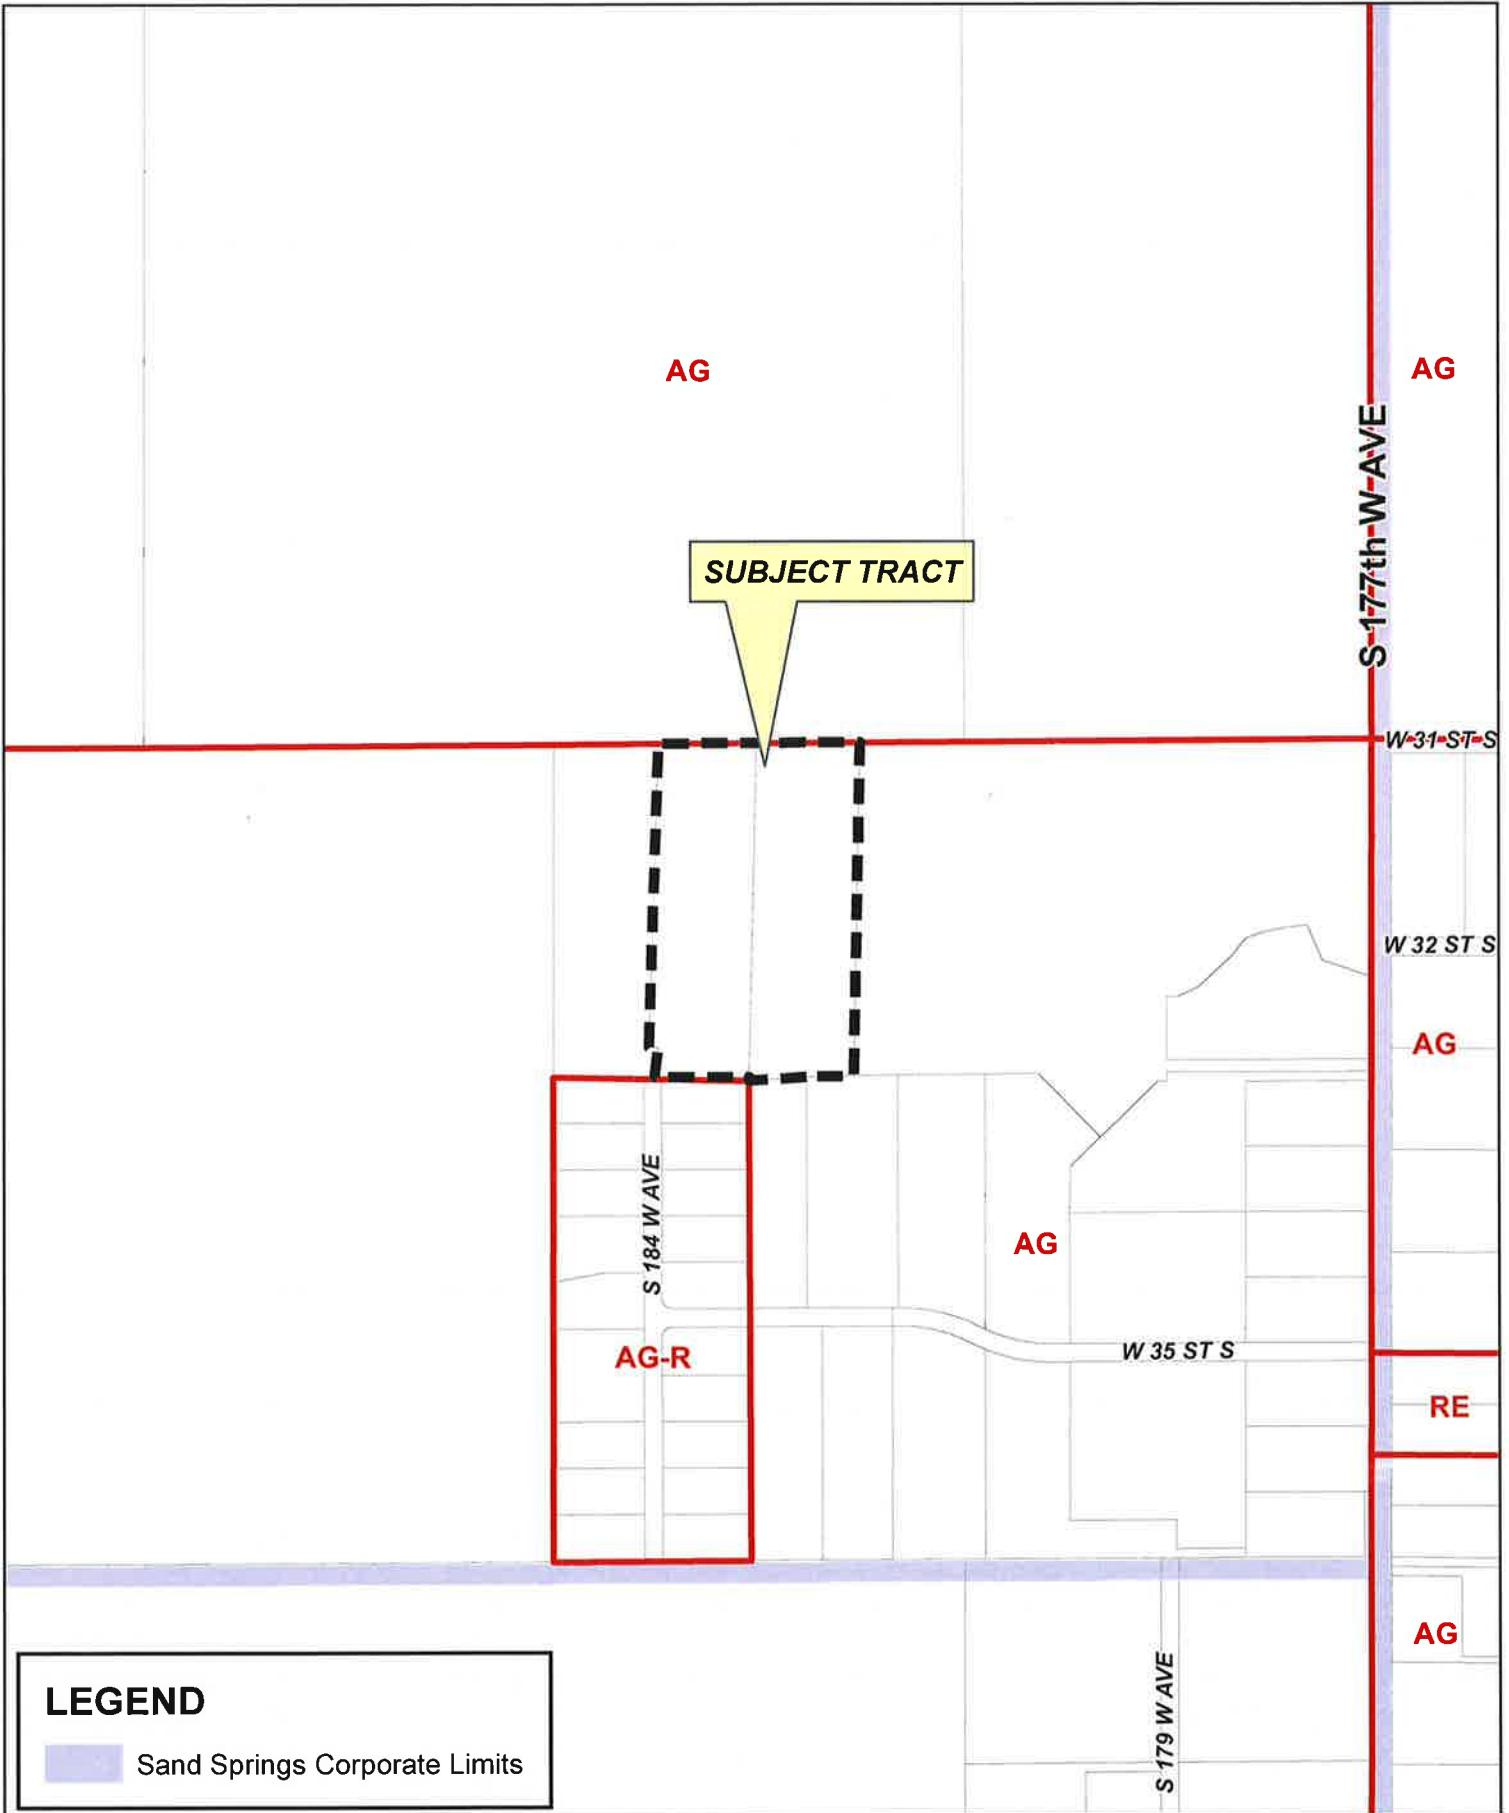 AG
AG
S 177th W AVE
SUBJECT TRACT
W 31 ST S
W 32 ST S
AG
S 184 W AVE
AG
W 35 ST S
AG-R
RE
AG
S 179 W AVE
LEGEND
Sand Springs Corporate Limits